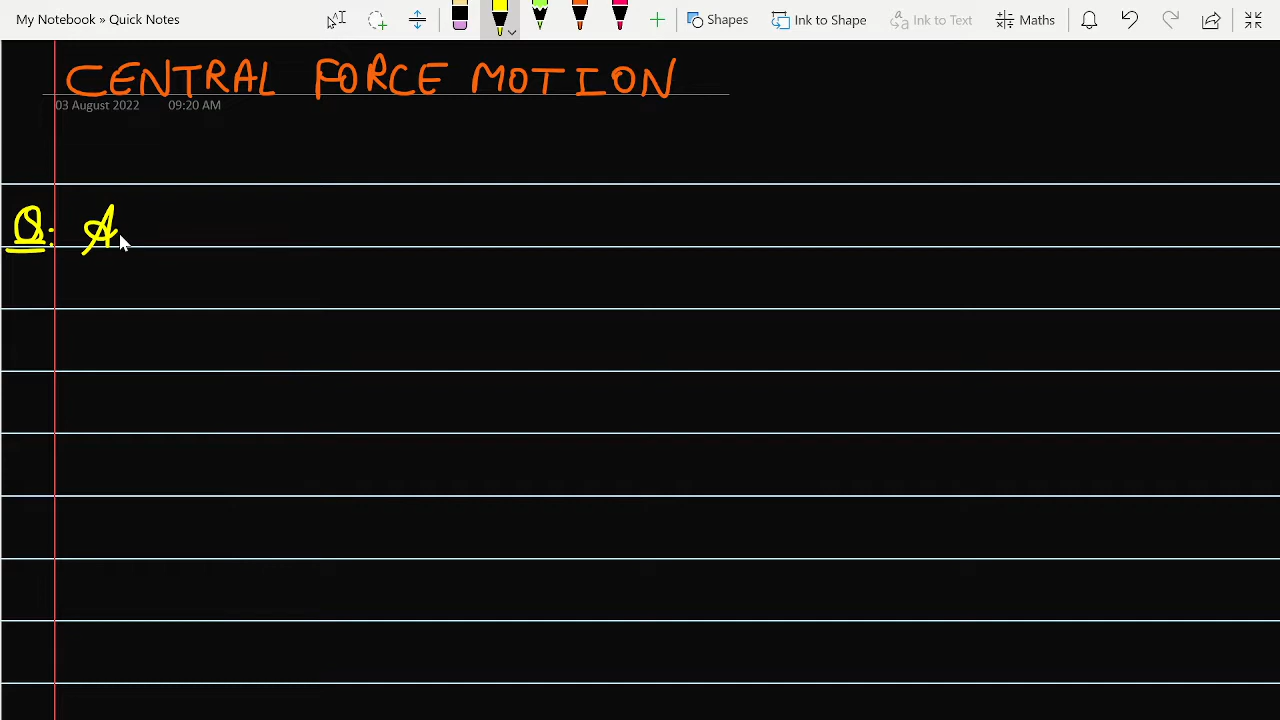 My Notebook » Quick Notes Shapes Ink to Shape Ink to Text Maths
CENTRAL FORCE MOTION
03 August 2022 09:20 AM
Q: A